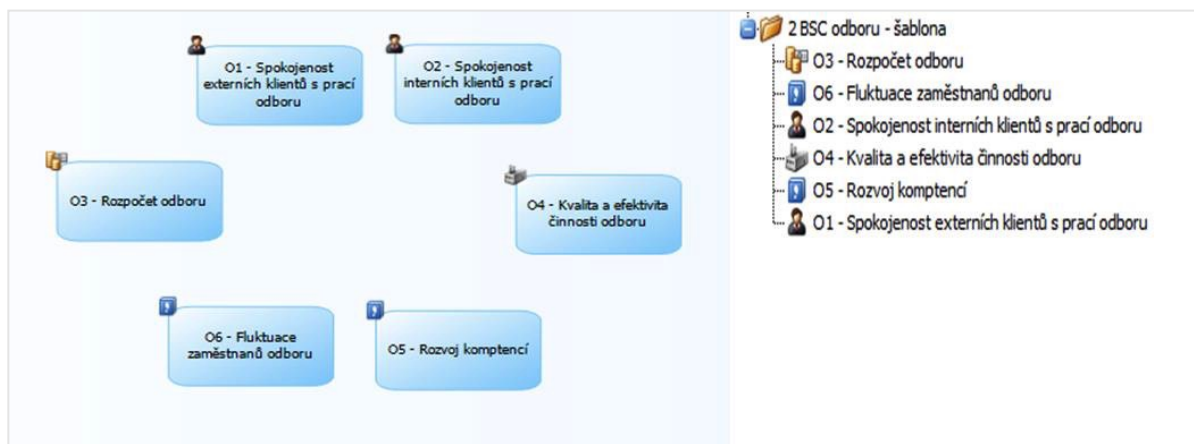 O1 - Spokojenost
externích klientů s prací
odboru
O2 - Spokojenost
interních klientů s prací
odboru
O3 - Rozpočet odboru
O4 - Kvalita a efektivita
činnosti odboru
O6 - Fluktuace
zaměstnanů odboru
O5 - Rozvoj komptencí
2 BSC odboru - šablona
O3 - Rozpočet odboru
O6 - Fluktuace zaměstnanů odboru
O2 - Spokojenost interních klientů s prací odboru
O4 - Kvalita a efektivita činnosti odboru
O5 - Rozvoj komptencí
O1 - Spokojenost externích klientů s prací odboru